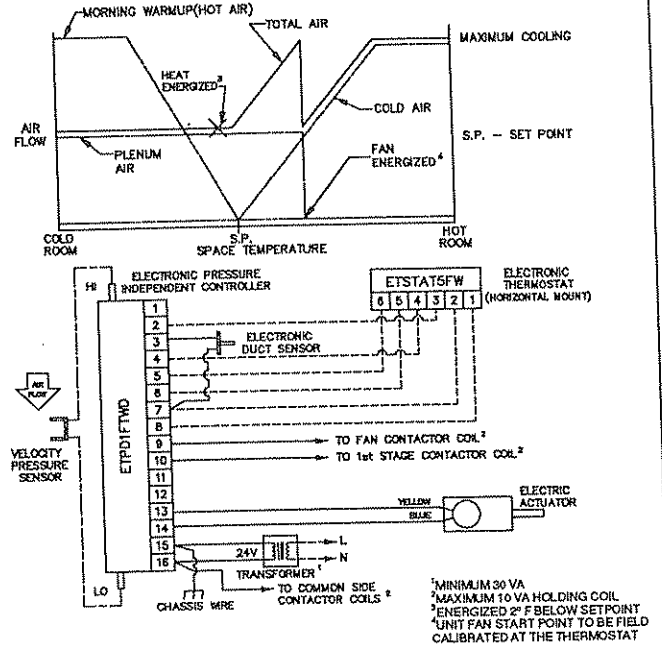 MORNING WARMUP(HOT AIR)
TOTAL AIR
MAXIMUM COOLING
HEAT
ENERGIZED³
COLD AIR
AIR
FLOW
S.P. — SET POINT
PLENUM
AIR
FAN
ENERGIZED⁴
COLD
ROOM
S.P.
SPACE TEMPERATURE
HOT
ROOM
HI
ELECTRONIC PRESSURE
INDEPENDENT CONTROLLER
ETSTAT5FW
6 5 4 3 2 1
ELECTRONIC
THERMOSTAT
(HORIZONTAL MOUNT)
1
2
3
4
5
6
7
8
9
10
11
12
13
14
15
16
ELECTRONIC
DUCT SENSOR
AIR
FLOW
VELOCITY
PRESSURE
SENSOR
ETPD1FTWD
TO FAN CONTACTOR COIL²
TO 1st STAGE CONTACTOR COIL²
YELLOW
BLUE
ELECTRIC
ACTUATOR
24V
L
N
TRANSFORMER¹
LO
CHASSIS WIRE
TO COMMON SIDE
CONTACTOR COILS ²
¹MINIMUM 30 VA
²MAXIMUM 10 VA HOLDING COIL
³ENERGIZED 2° F BELOW SETPOINT
⁴UNIT FAN START POINT TO BE FIELD
CALIBRATED AT THE THERMOSTAT